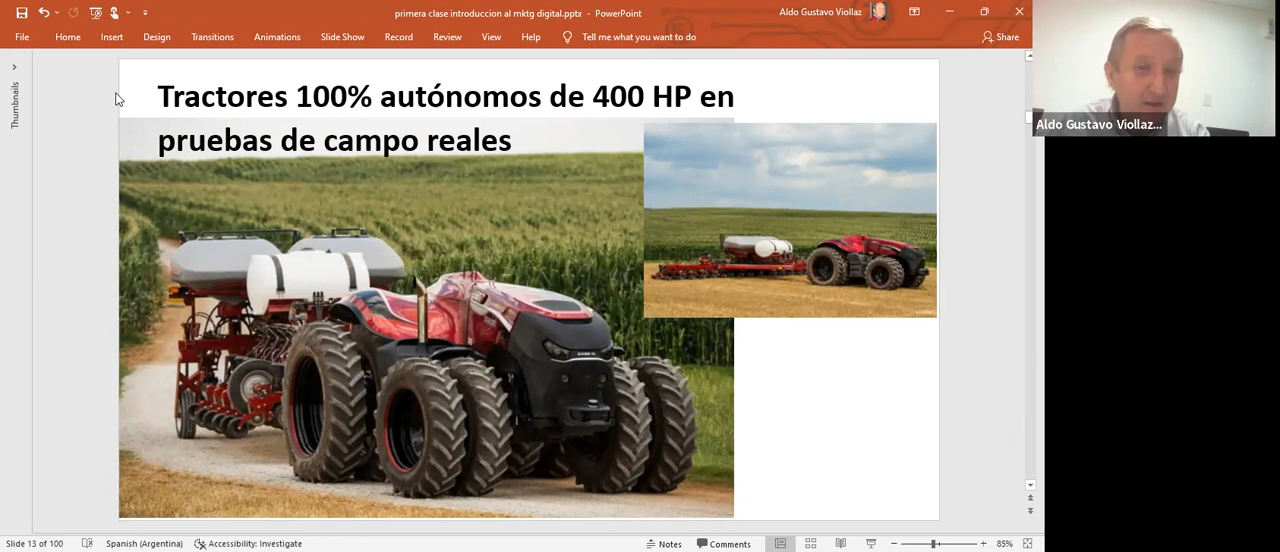 primera clase introduccion al mktg digital.pptx - PowerPoint
Aldo Gustavo Viollaz
File Home Insert Design Transitions Animations Slide Show Record Review View Help Tell me what you want to do Share
Thumbnails
Tractores 100% autónomos de 400 HP en
pruebas de campo reales
CASE IH
Aldo Gustavo Viollaz...
Slide 13 of 100 Spanish (Argentina) Accessibility: Investigate Notes Comments 85%